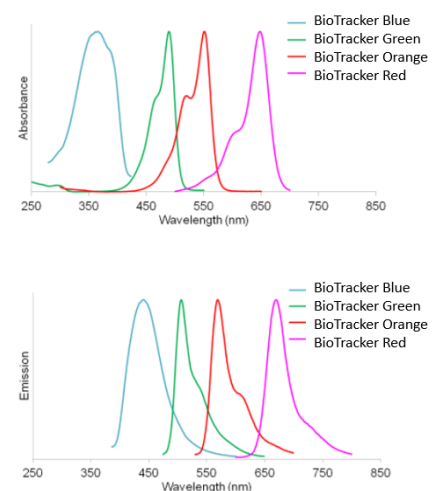 BioTracker Blue
BioTracker Green
BioTracker Orange
BioTracker Red
Absorbance
250 350 450 550 650 750 850
Wavelength (nm)
BioTracker Blue
BioTracker Green
BioTracker Orange
BioTracker Red
Emission
250 350 450 550 650 750 850
Wavelength (nm)